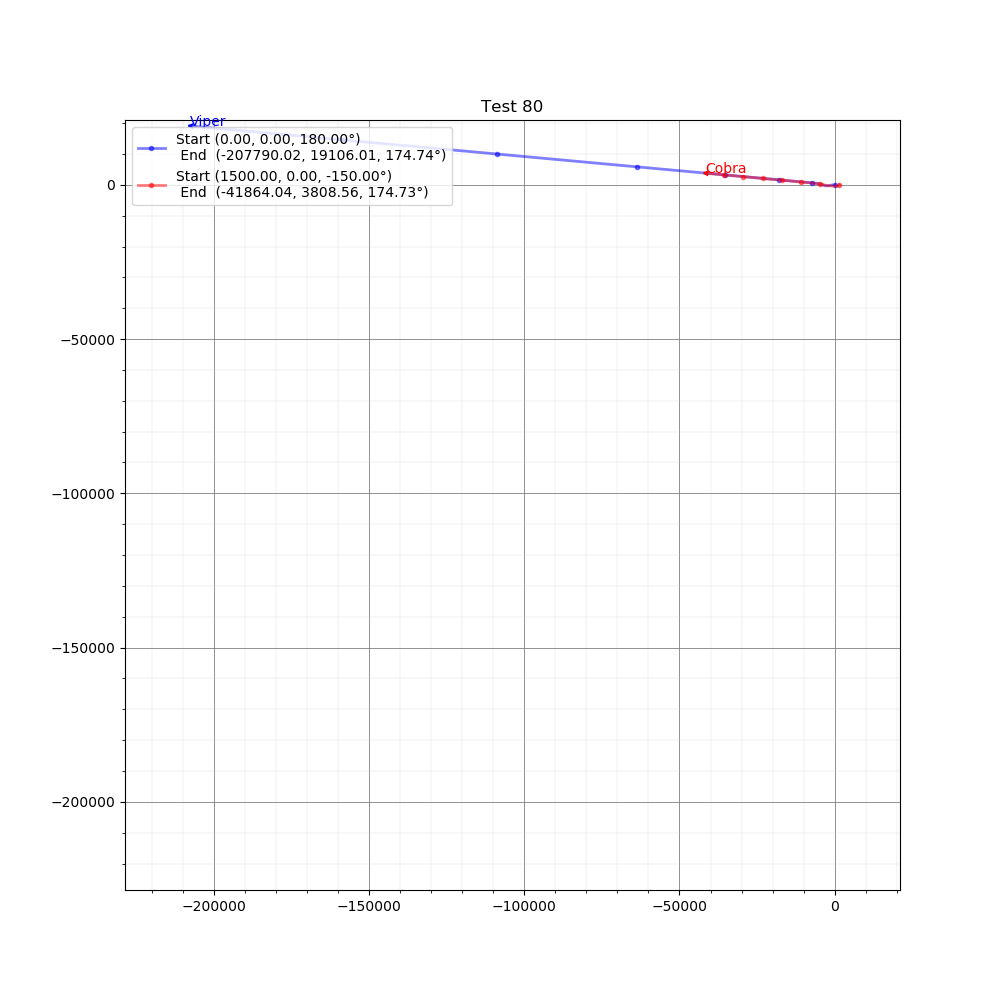 Test 80
Viper
Start (0.00, 0.00, 180.00°)
End (-207790.02, 19106.01, 174.74°)
Start (1500.00, 0.00, -150.00°)
End (-41864.04, 3808.56, 174.73°)
Cobra
0
−50000
−100000
−150000
−200000
−200000
−150000
−100000
−50000
0